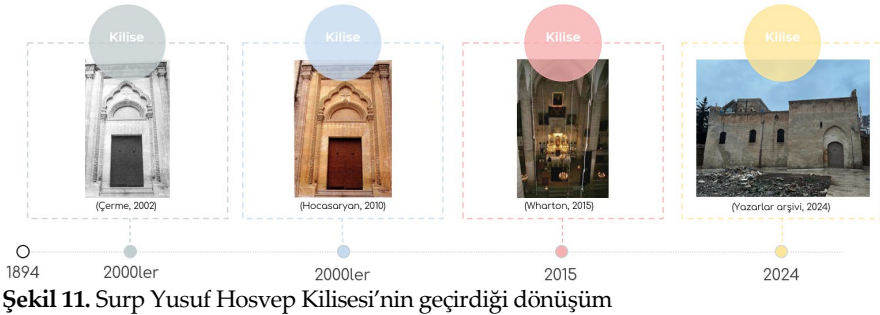 Kilise Kilise Kilise Kilise
(Çerme, 2002) (Hocasaryan, 2010) (Wharton, 2015) (Yazarlar arşivi, 2024)
1894 2000ler 2000ler 2015 2024
Şekil 11. Surp Yusuf Hosvep Kilisesi’nin geçirdiği dönüşüm